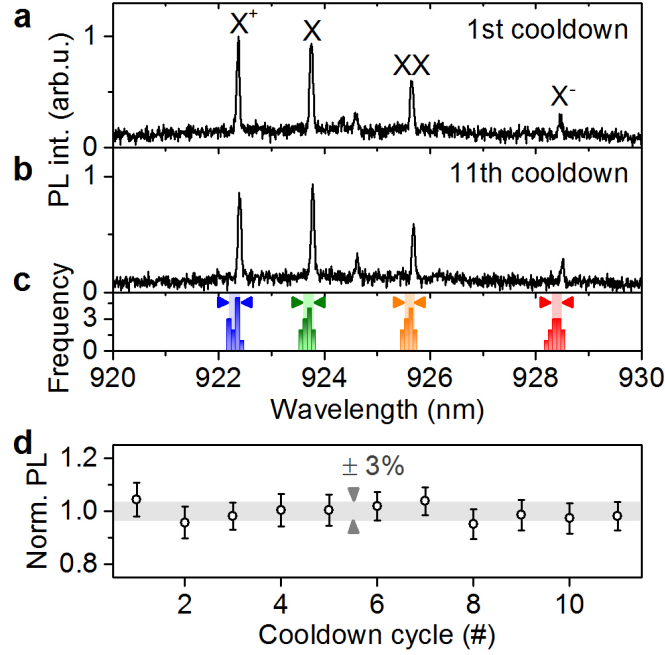 a
1st cooldown
X⁺ X XX X⁻
1
0
PL int. (arb.u.)
b
11th cooldown
1
0
c
Frequency
3
0
920 922 924 926 928 930
Wavelength (nm)
d
± 3%
1.2
1.0
0.8
Norm. PL
2 4 6 8 10
Cooldown cycle (#)